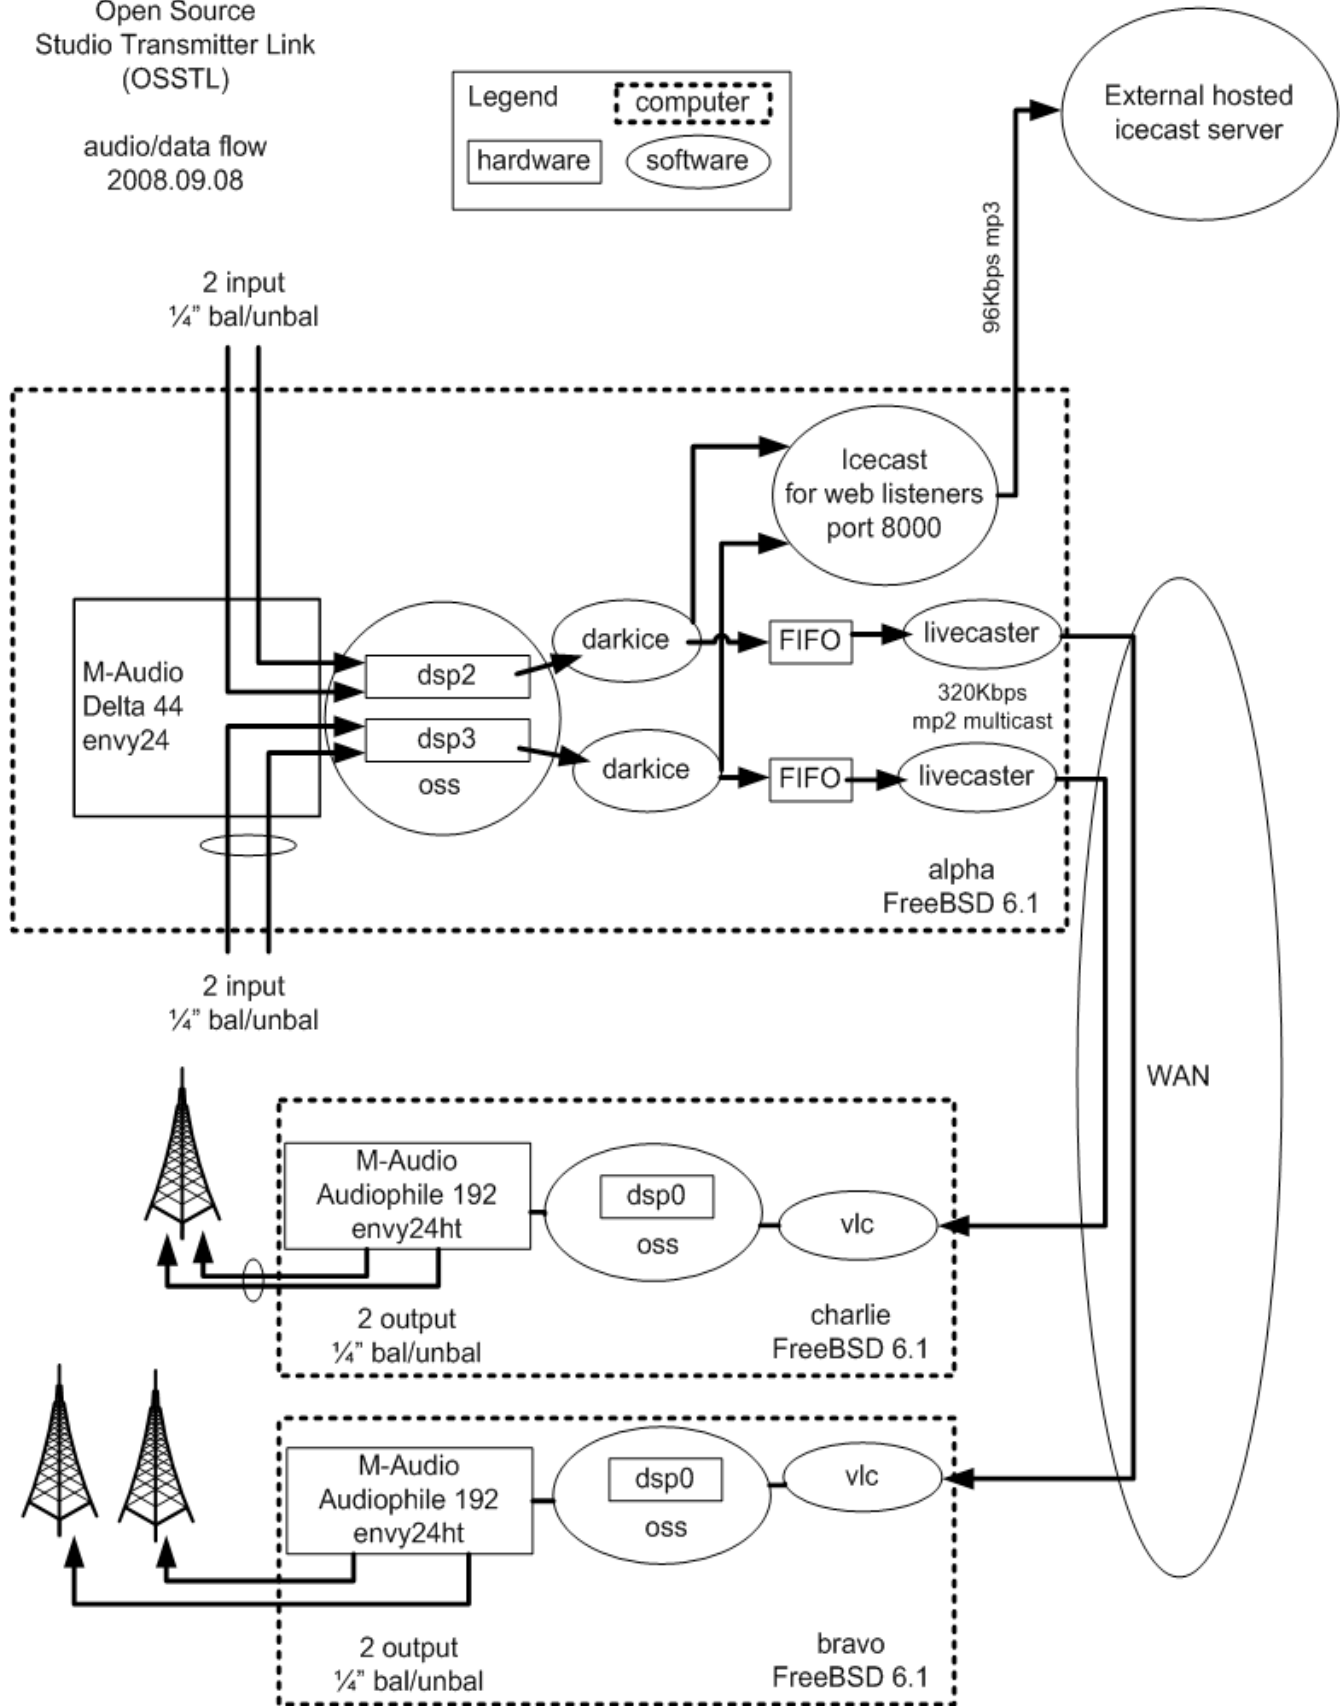 Open Source
Studio Transmitter Link
(OSSTL)
audio/data flow
2008.09.08
Legend
computer
hardware
software
External hosted
icecast server
96Kbps mp3
2 input
¼” bal/unbal
Icecast
for web listeners
port 8000
M-Audio
Delta 44
envy24
dsp2
dsp3
oss
darkice
darkice
FIFO
FIFO
livecaster
320Kbps
mp2 multicast
livecaster
alpha
FreeBSD 6.1
2 input
¼” bal/unbal
WAN
M-Audio
Audiophile 192
envy24ht
dsp0
oss
vlc
2 output
¼” bal/unbal
charlie
FreeBSD 6.1
M-Audio
Audiophile 192
envy24ht
dsp0
oss
vlc
2 output
¼” bal/unbal
bravo
FreeBSD 6.1